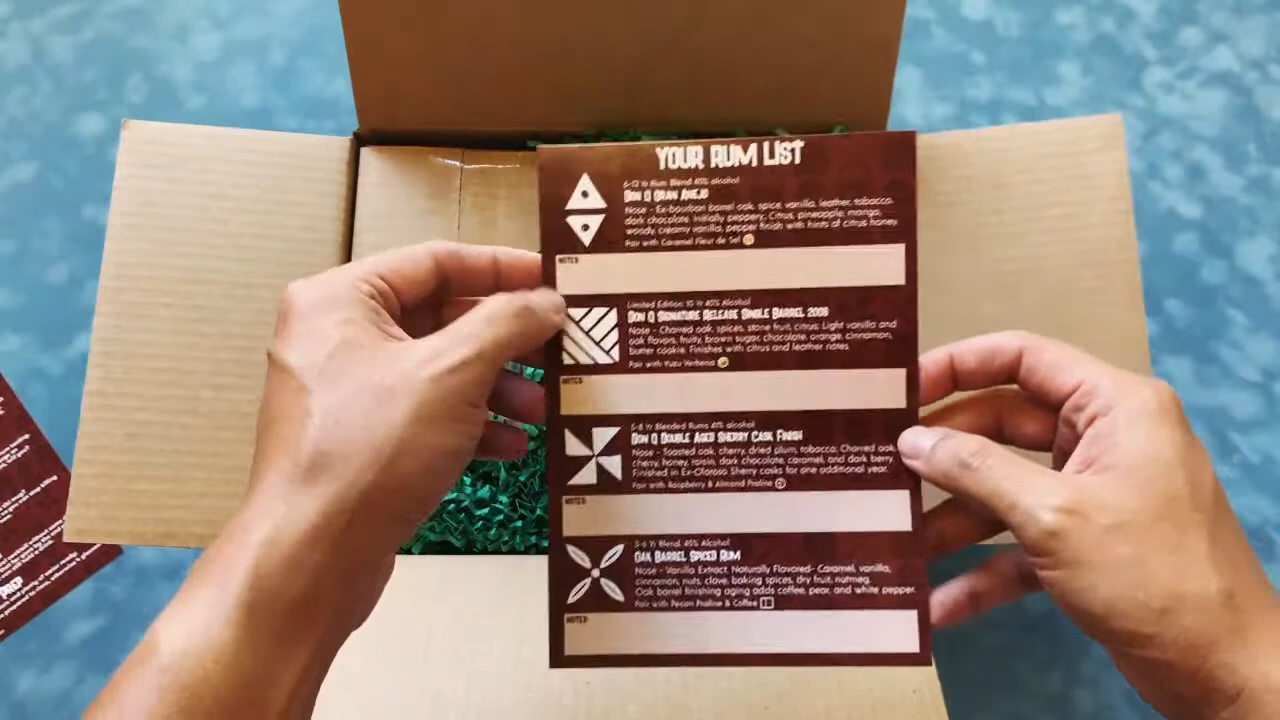 YOUR RUM LIST
6-12 Yr Rum Blend 40% alcohol
DON Q GRAN AÑEJO
Nose - Ex-bourbon barrel oak, spice, vanilla, leather, tobacco,
dark chocolate. Initially peppery. Citrus, pineapple, mango,
woody, creamy vanilla, pepper finish with hints of citrus honey.
Pair with Caramel Fleur de Sel
NOTES
Limited Edition 10 Yr 40% Alcohol
DON Q SIGNATURE RELEASE SINGLE BARREL 2009
Nose - Charred oak, spices, stone fruit, citrus: Light vanilla and
oak flavors, fruity, brown sugar, chocolate, orange, cinnamon,
butter cookie. Finishes with citrus and leather notes.
Pair with Yuzu Verbena
NOTES
5-8 Yr Blended Rums 41% alcohol
DON Q DOUBLE AGED SHERRY CASK FINISH
Nose - Toasted oak, cherry, dried plum, tobacco: Charred oak,
cherry, honey, raisin, dark chocolate, caramel, and dark berry.
Finished in Ex-Oloroso Sherry casks for one additional year.
Pair with Raspberry & Almond Praline
NOTES
3-6 Yr Blend, 45% Alcohol
OAK BARREL SPICED RUM
Nose - Vanilla Extract, Naturally Flavored- Caramel, vanilla,
cinnamon, nuts, clove, baking spices, dry fruit, nutmeg.
Oak barrel finishing aging adds coffee, pear, and white pepper.
Pair with Pecan Praline & Coffee
NOTES